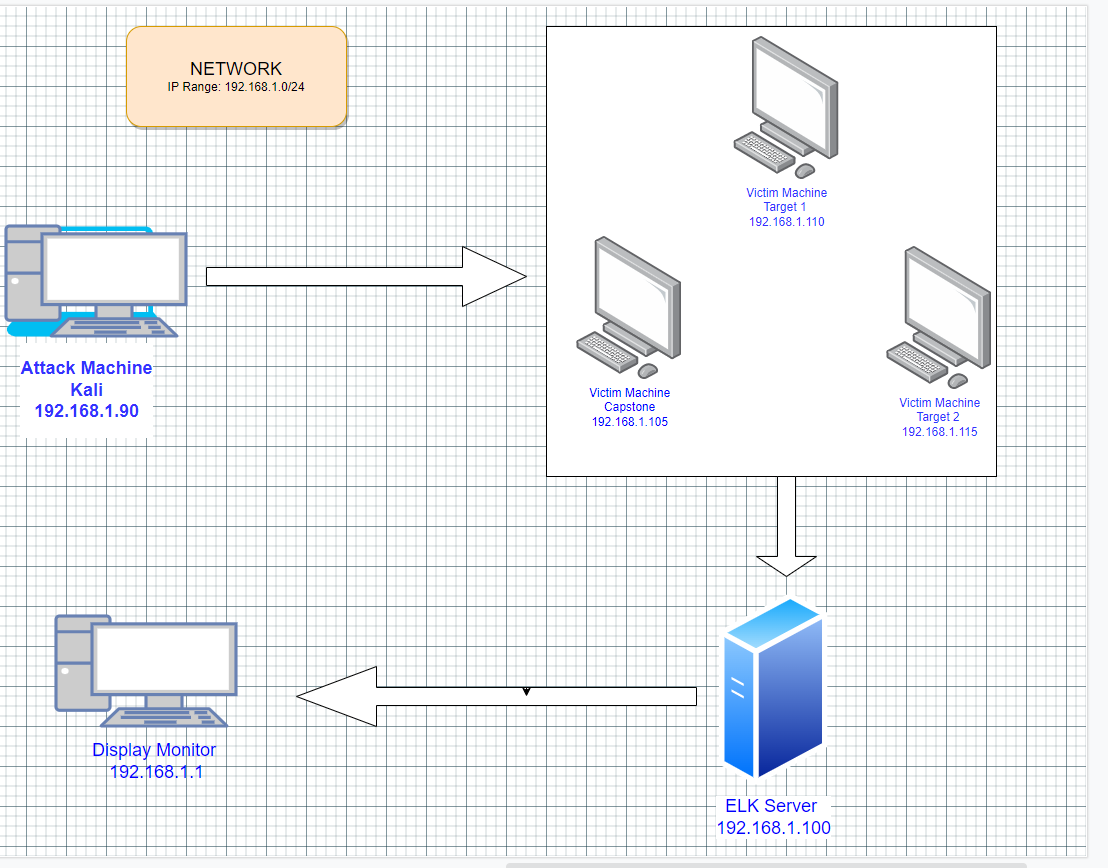 NETWORK
IP Range: 192.168.1.0/24
Victim Machine
Target 1
192.168.1.110
Attack Machine
Kali
192.168.1.90
Victim Machine
Capstone
192.168.1.105
Victim Machine
Target 2
192.168.1.115
Display Monitor
192.168.1.1
ELK Server
192.168.1.100